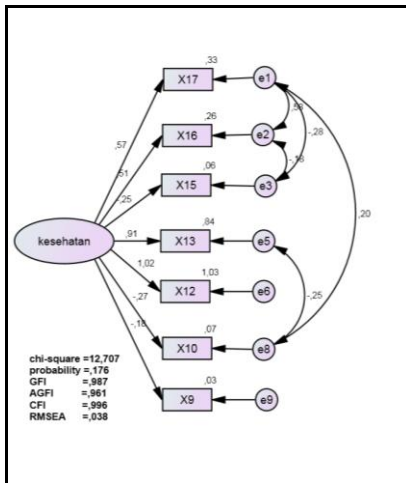 ,33
X17
e1
,57
,58
-,28
,26
X16
e2
,51
-,18
,06
X15
e3
-,25
,20
,84
,91
X13
e5
kesehatan
1,02
1,03
X12
e6
-,27
-,25
,07
X10
e8
-,18
,03
X9
e9
chi-square =12,707
probability =,176
GFI =,987
AGFI =,961
CFI =,996
RMSEA =,038